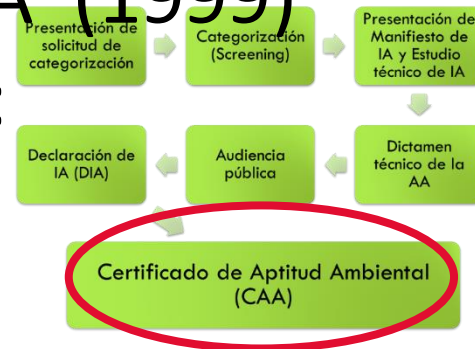 A (1999)
Presentación de
solicitud de
categorización
Categorización
(Screening)
Presentación de
Manifiesto de
IA y Estudio
técnico de IA
Dictamen
técnico de la
AA
Audiencia
pública
Declaración de
IA (DIA)
Certificado de Aptitud Ambiental
(CAA)